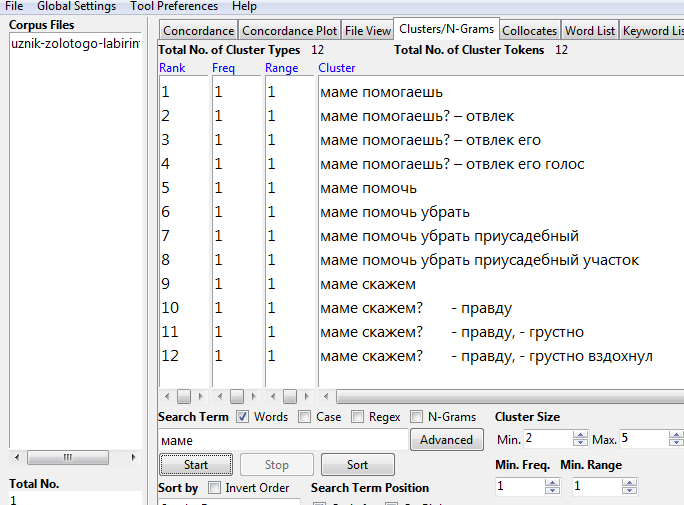 File Global Settings Tool Preferences Help
Corpus Files
uznik-zolotogo-labirin
Concordance Concordance Plot File View Clusters/N-Grams Collocates Word List Keyword Lis
Total No. of Cluster Types 12 Total No. of Cluster Tokens 12
Rank Freq Range Cluster
1 1 1 маме помогаешь
2 1 1 маме помогаешь? – отвлек
3 1 1 маме помогаешь? – отвлек его
4 1 1 маме помогаешь? – отвлек его голос
5 1 1 маме помочь
6 1 1 маме помочь убрать
7 1 1 маме помочь убрать приусадебный
8 1 1 маме помочь убрать приусадебный участок
9 1 1 маме скажем
10 1 1 маме скажем? - правду
11 1 1 маме скажем? - правду, - грустно
12 1 1 маме скажем? - правду, - грустно вздохнул
Search Term Words Case Regex N-Grams Cluster Size
маме Advanced Min. 2 Max. 5
Start Stop Sort Min. Freq. Min. Range
Total No. Sort by Invert Order Search Term Position 1 1
1